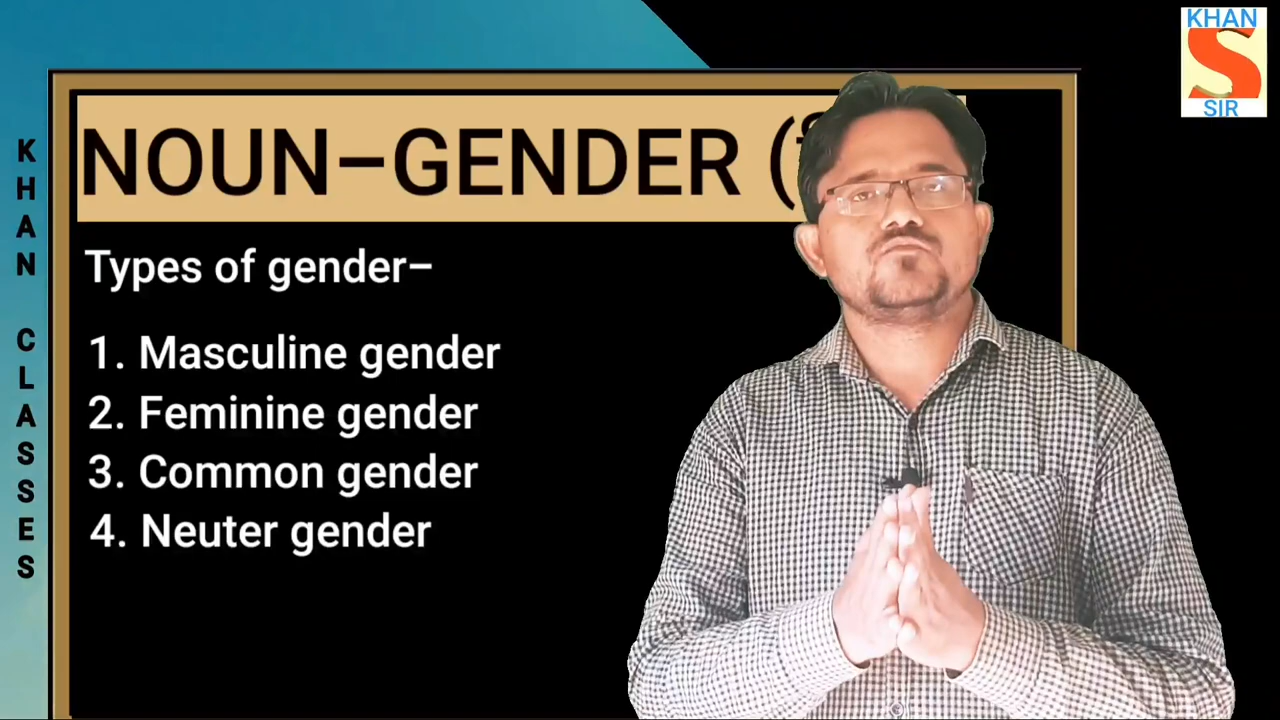 KHAN
SIR
KHAN CLASSES
NOUN–GENDER (
Types of gender–
1. Masculine gender
2. Feminine gender
3. Common gender
4. Neuter gender